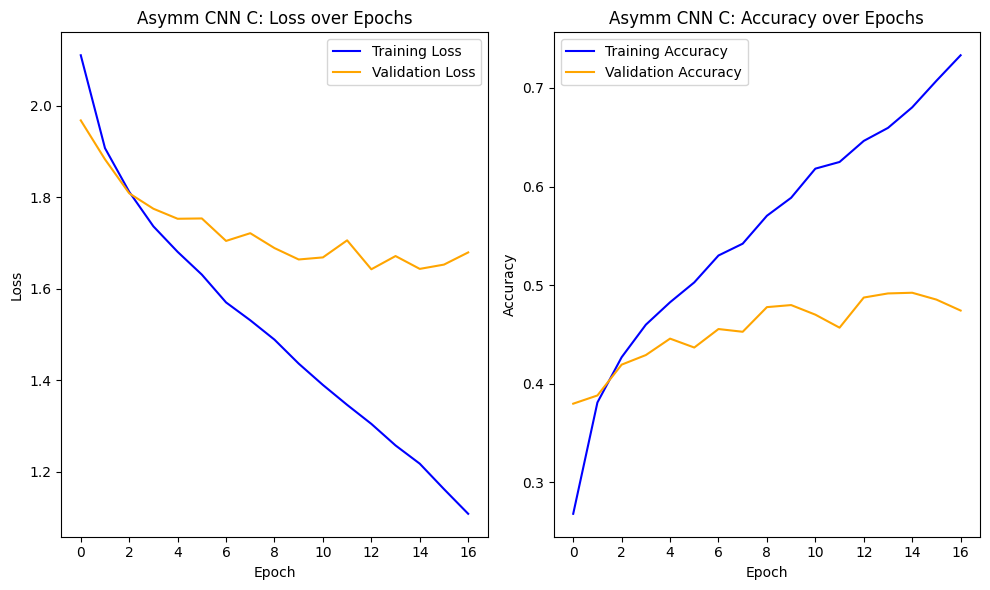 Asymm CNN C: Loss over Epochs
Training Loss
Validation Loss
2.0
1.8
1.6
1.4
1.2
Loss
0 2 4 6 8 10 12 14 16
Epoch
Asymm CNN C: Accuracy over Epochs
Training Accuracy
Validation Accuracy
0.7
0.6
0.5
0.4
0.3
Accuracy
0 2 4 6 8 10 12 14 16
Epoch